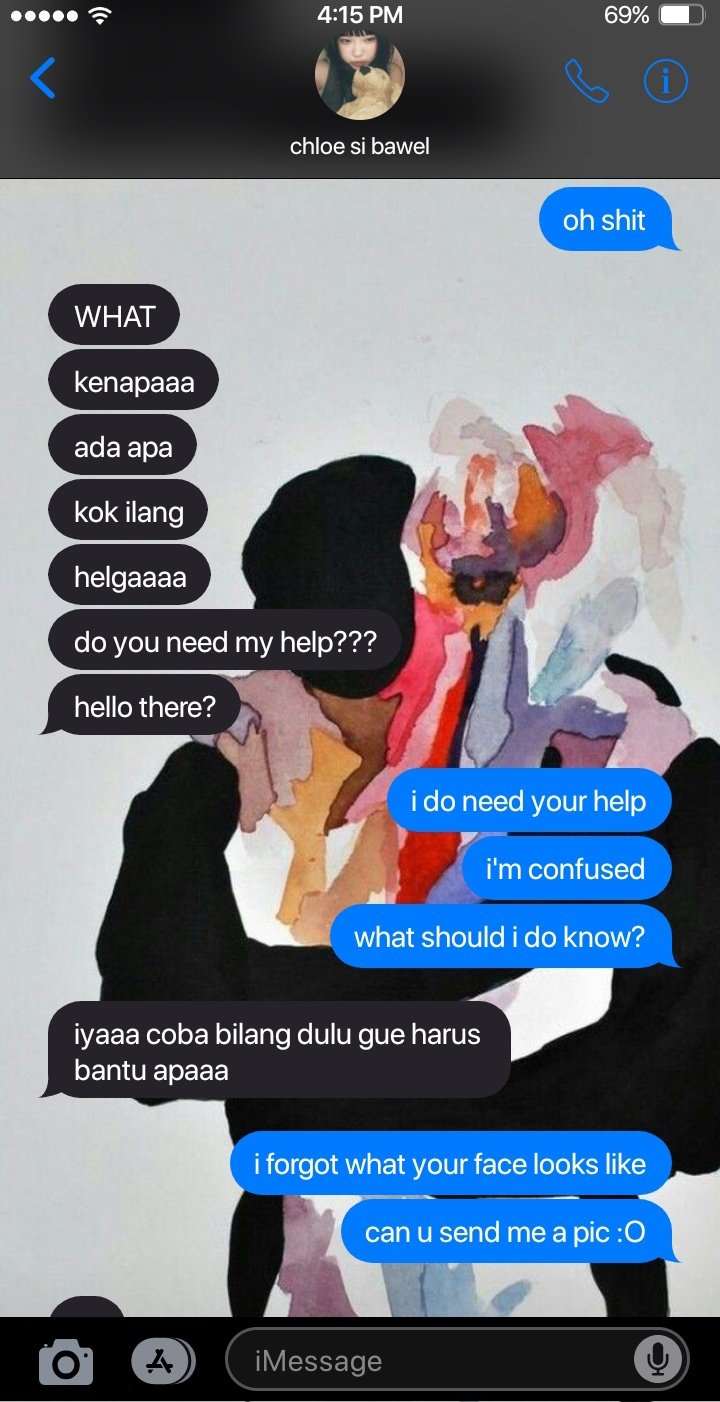 4:15 PM
69%
chloe si bawel
oh shit
WHAT
kenapaaa
ada apa
kok ilang
helgaaaa
do you need my help???
hello there?
i do need your help
i'm confused
what should i do know?
iyaaa coba bilang dulu gue harus
bantu apaaa
i forgot what your face looks like
can u send me a pic :O
iMessage